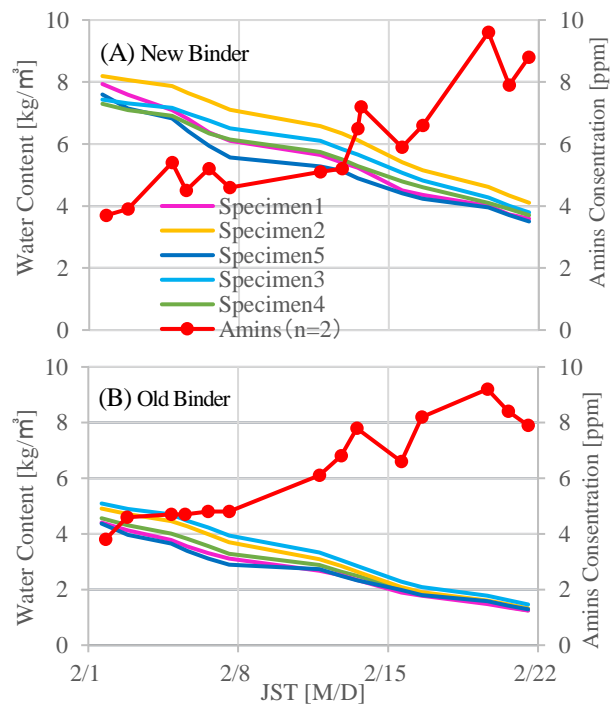 (A) New Binder
10
8
6
4
2
0
Water Content [kg/㎥]
10
8
6
4
2
0
Amins Consentration [ppm]
Specimen1
Specimen2
Specimen5
Specimen3
Specimen4
Amins（n=2）
(B) Old Binder
10
8
6
4
2
0
Water Content [kg/㎥]
10
8
6
4
2
0
Amins Consentration [ppm]
2/1
2/8
2/15
2/22
JST [M/D]